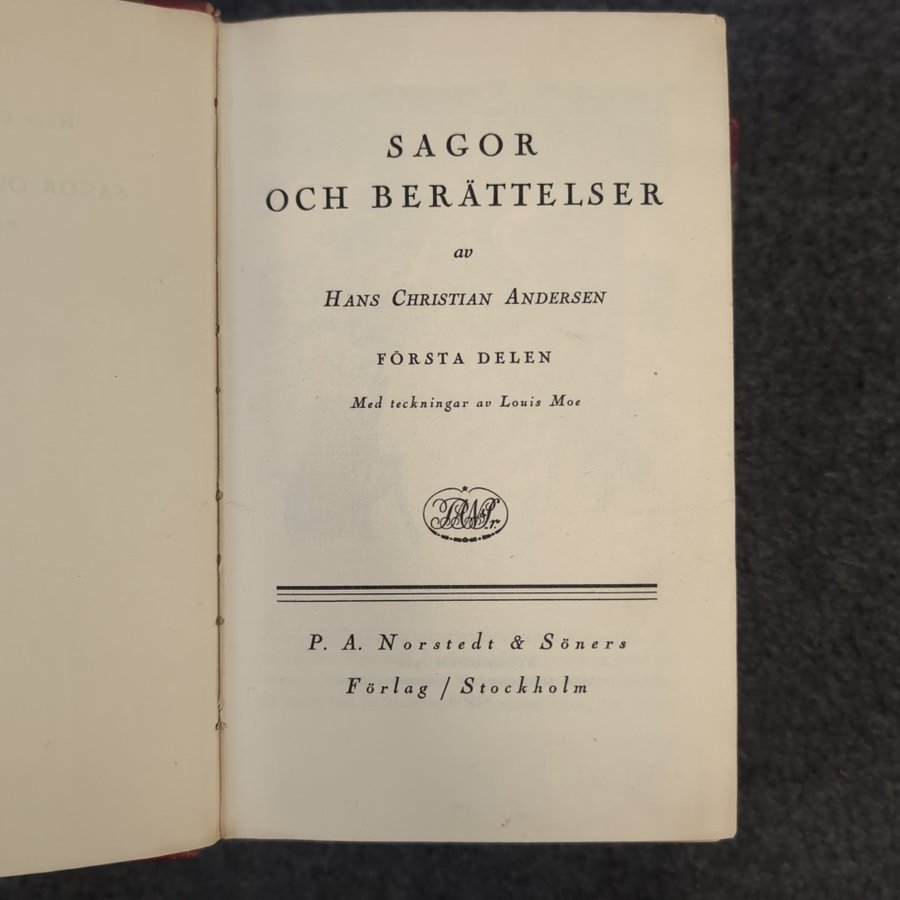 SAGOR
OCH BERÄTTELSER
av
HANS CHRISTIAN ANDERSEN
FÖRSTA DELEN
Med teckningar av Louis Moe
P. A. Norstedt & Söners
Förlag / Stockholm